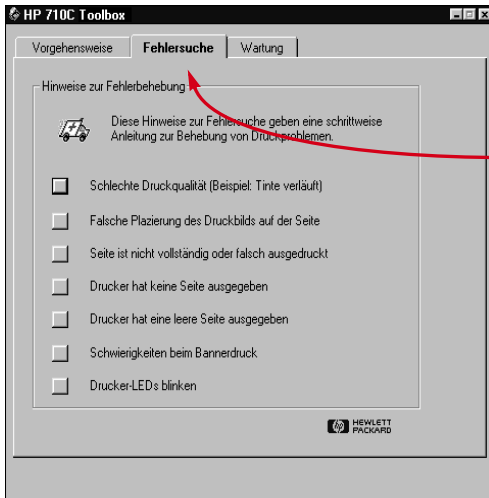 HP 710C Toolbox
Vorgehensweise Fehlersuche Wartung
Hinweise zur Fehlerbehebung
Diese Hinweise zur Fehlersuche geben eine schrittweise
Anleitung zur Behebung von Druckproblemen.
Schlechte Druckqualität (Beispiel: Tinte verläuft)
Falsche Plazierung des Druckbilds auf der Seite
Seite ist nicht vollständig oder falsch ausgedruckt
Drucker hat keine Seite ausgegeben
Drucker hat eine leere Seite ausgegeben
Schwierigkeiten beim Bannerdruck
Drucker-LEDs blinken
hp HEWLETT
PACKARD